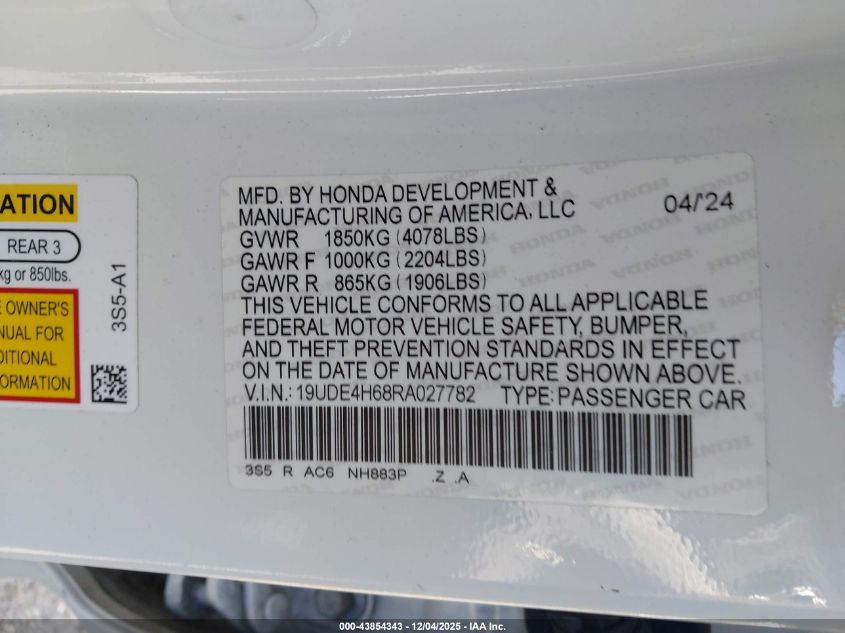 ATION
REAR 3
kg or 850lbs.
E OWNER'S
NUAL FOR
DITIONAL
FORMATION
3S5-A1
MFD. BY HONDA DEVELOPMENT &
MANUFACTURING OF AMERICA, LLC 04/24
GVWR 1850KG (4078LBS)
GAWR F 1000KG (2204LBS)
GAWR R 865KG (1906LBS)
THIS VEHICLE CONFORMS TO ALL APPLICABLE
FEDERAL MOTOR VEHICLE SAFETY, BUMPER,
AND THEFT PREVENTION STANDARDS IN EFFECT
ON THE DATE OF MANUFACTURE SHOWN ABOVE.
V.I.N.: 19UDE4H68RA027782 TYPE: PASSENGER CAR
3S5 R AC6 NH883P .Z .A
000-43854343 - 12/04/2025 - IAA Inc.